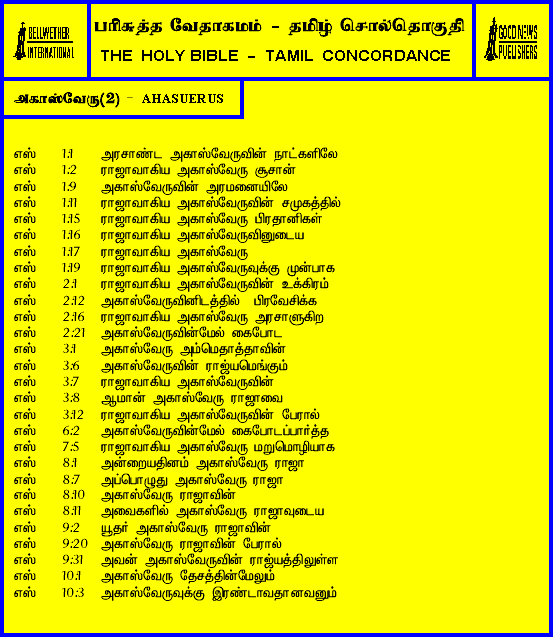 BELLWETHER INTERNATIONAL
பரிசுத்த வேதாகமம் - தமிழ் சொல்தொகுதி
THE HOLY BIBLE - TAMIL CONCORDANCE
GOOD NEWS PUBLISHERS
அகாஸ்வேரு(2) - AHASUERUS
எஸ் 1:1 அரசாண்ட அகாஸ்வேருவின் நாட்களிலே
எஸ் 1:2 ராஜாவாகிய அகாஸ்வேரு சூசான்
எஸ் 1:9 அகாஸ்வேருவின் அரமனையிலே
எஸ் 1:11 ராஜாவாகிய அகாஸ்வேருவின் சமுகத்தில்
எஸ் 1:15 ராஜாவாகிய அகாஸ்வேரு பிரதானிகள்
எஸ் 1:16 ராஜாவாகிய அகாஸ்வேருவினுடைய
எஸ் 1:17 ராஜாவாகிய அகாஸ்வேரு
எஸ் 1:19 ராஜாவாகிய அகாஸ்வேருவுக்கு முன்பாக
எஸ் 2:1 ராஜாவாகிய அகாஸ்வேருவின் உக்கிரம்
எஸ் 2:12 அகாஸ்வேருவினிடத்தில் பிரவேசிக்க
எஸ் 2:16 ராஜாவாகிய அகாஸ்வேரு அரசாளுகிற
எஸ் 2:21 அகாஸ்வேருவின்மேல் கைபோட
எஸ் 3:1 அகாஸ்வேரு அம்மெதாத்தாவின்
எஸ் 3:6 அகாஸ்வேருவின் ராஜ்யமெங்கும்
எஸ் 3:7 ராஜாவாகிய அகாஸ்வேருவின்
எஸ் 3:8 ஆமான் அகாஸ்வேரு ராஜாவை
எஸ் 3:12 ராஜாவாகிய அகாஸ்வேருவின் பேரால்
எஸ் 6:2 அகாஸ்வேருவின்மேல் கைபோடப்பார்த்த
எஸ் 7:5 ராஜாவாகிய அகாஸ்வேரு மறுமொழியாக
எஸ் 8:1 அன்றையதினம் அகாஸ்வேரு ராஜா
எஸ் 8:7 அப்பொழுது அகாஸ்வேரு ராஜா
எஸ் 8:10 அகாஸ்வேரு ராஜாவின்
எஸ் 8:11 அவைகளில் அகாஸ்வேரு ராஜாவுடைய
எஸ் 9:2 யூதர் அகாஸ்வேரு ராஜாவின்
எஸ் 9:20 அகாஸ்வேரு ராஜாவின் பேரால்
எஸ் 9:31 அவன் அகாஸ்வேருவின் ராஜ்யத்திலுள்ள
எஸ் 10:1 அகாஸ்வேரு தேசத்தின்மேலும்
எஸ் 10:3 அகாஸ்வேருவுக்கு இரண்டாவதானவனும்